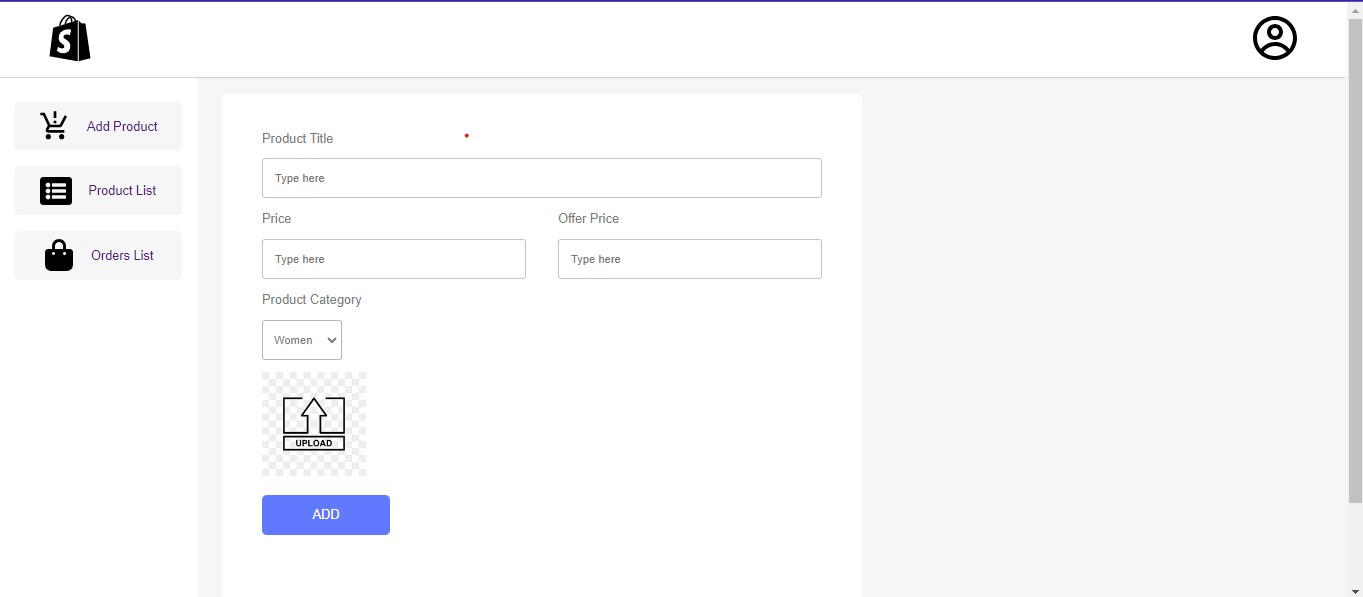 S
Add Product
Product List
Orders List
Product Title
Type here
Price
Offer Price
Type here
Type here
Product Category
Women
UPLOAD
ADD